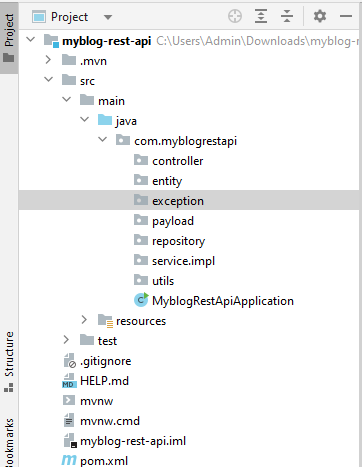 Project
Project
myblog-rest-api C:\Users\Admin\Downloads\myblog-r
.mvn
src
main
java
com.myblogrestapi
controller
entity
exception
payload
repository
service.impl
utils
C MyblogRestApiApplication
resources
test
.gitignore
MD HELP.md
mvnw
mvnw.cmd
myblog-rest-api.iml
m pom.xml
Structure
Bookmarks